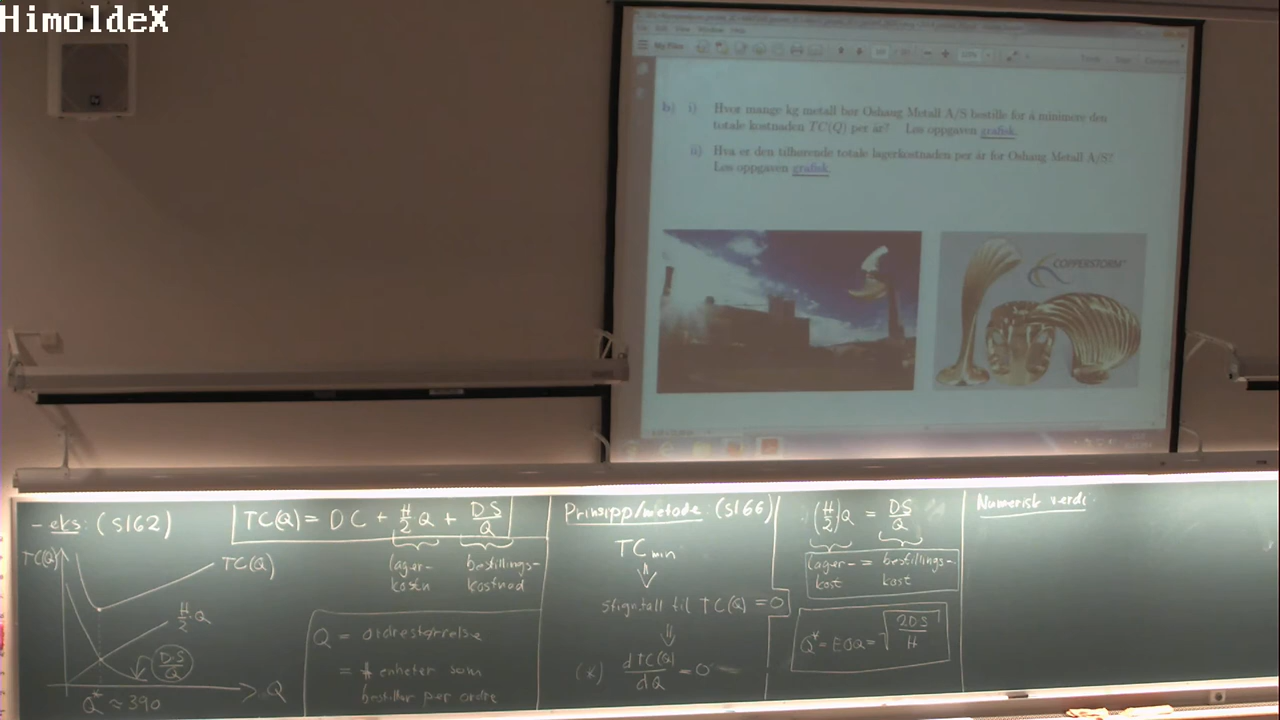 HimoldeX
My Files
b) i) Hvor mange kg metall bør Oshaug Metall A/S bestille for å minimere den
totale kostnaden TC(Q) per år? Løs oppgaven grafisk.
ii) Hva er den tilhørende totale lagerkostnaden per år for Oshaug Metall A/S?
Løs oppgaven grafisk.
COPPERSTORM
- eks: (s162)
TC(Q) = DC + H/2 Q + DS/Q
lager-
kostn
bestillings-
kostnad
TC(Q)
TC(Q)
H/2 · Q
DS/Q
Q
Q* ≈ 390
Q = ordrestørrelse
= # enheter som
bestiller per ordre
Prinsipp/metode: (s166)
TC min
⇓
Stigntall til TC(Q) = 0
⇓
(*) dTC(Q)/dQ = 0
(H/2)Q = DS/Q
lager- = bestillings-
kost kost
Q* = EOQ = √2DS/H
Numerisk verdi: